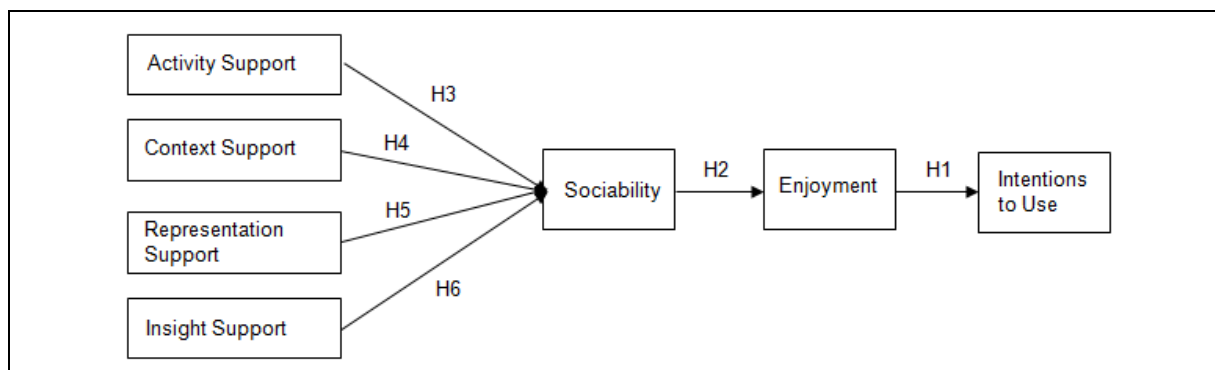 Activity Support
H3
Context Support
H4
Sociability
H2
Enjoyment
H1
Intentions
to Use
Representation
Support
H5
Insight Support
H6